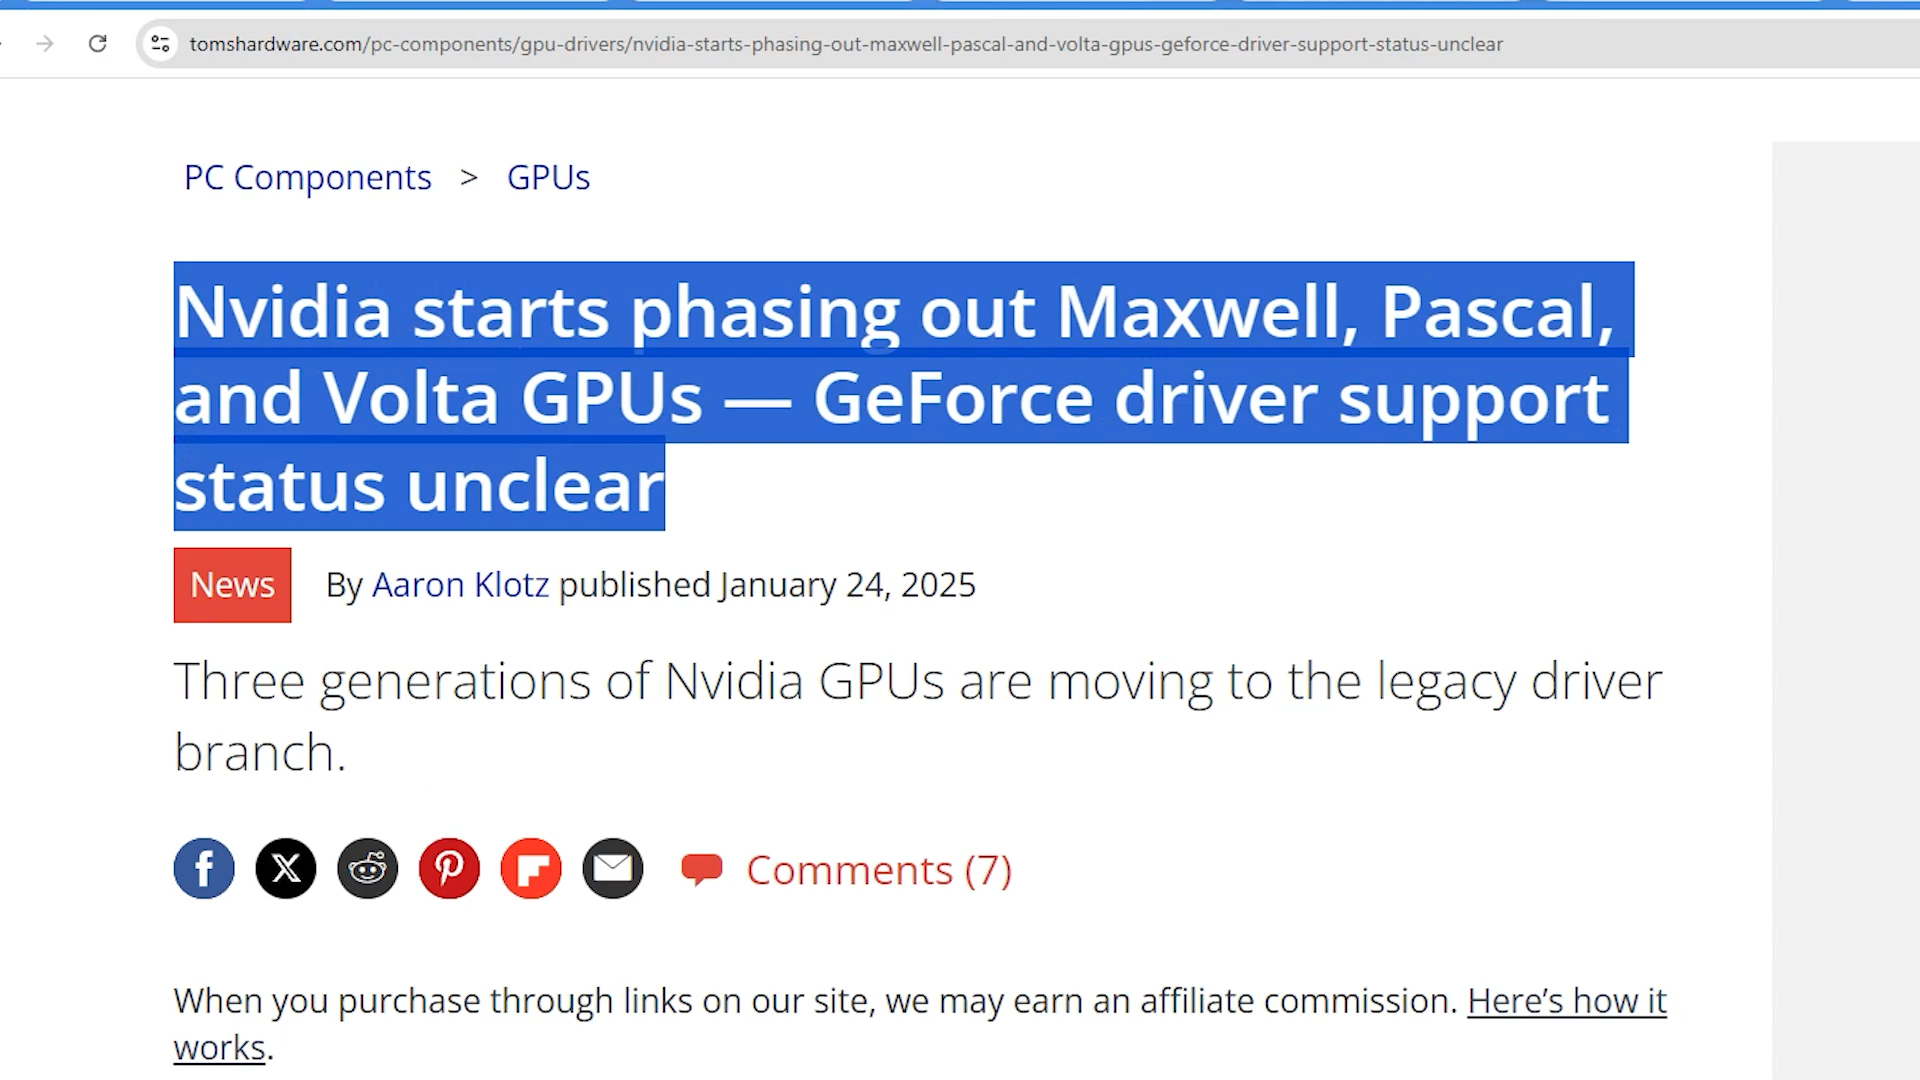 tomshardware.com/pc-components/gpu-drivers/nvidia-starts-phasing-out-maxwell-pascal-and-volta-gpus-geforce-driver-support-status-unclear
PC Components > GPUs
Nvidia starts phasing out Maxwell, Pascal,
and Volta GPUs — GeForce driver support
status unclear
News By Aaron Klotz published January 24, 2025
Three generations of Nvidia GPUs are moving to the legacy driver
branch.
Comments (7)
When you purchase through links on our site, we may earn an affiliate commission. Here’s how it
works.